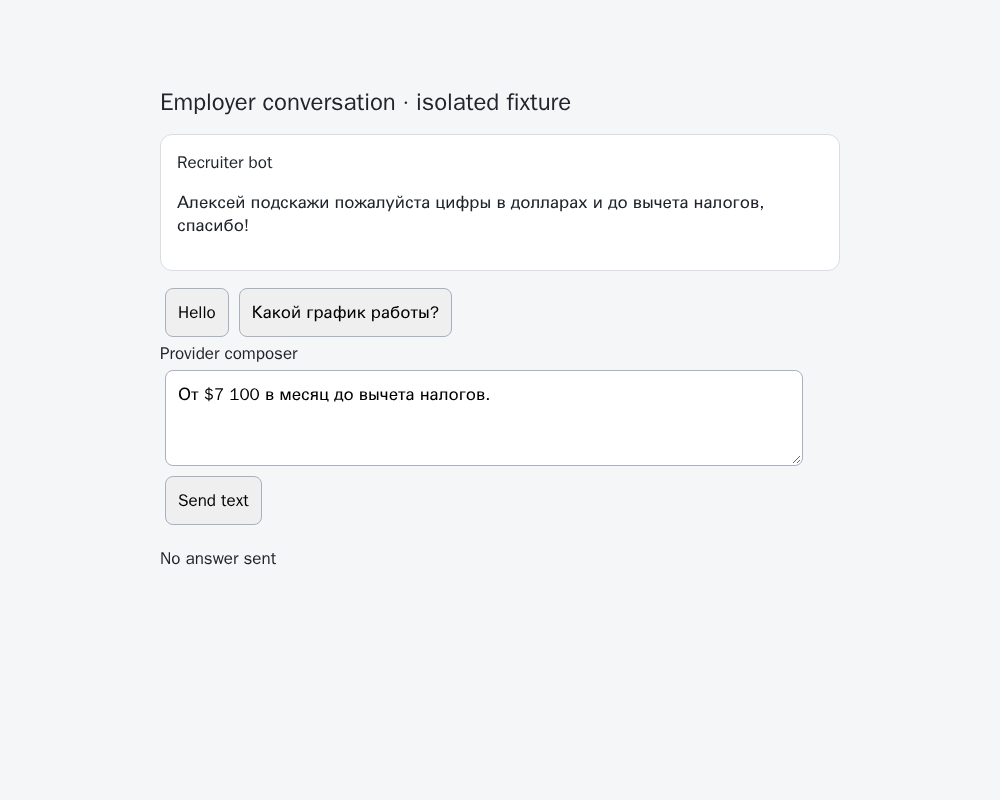 Employer conversation · isolated fixture
Recruiter bot
Алексей подскажи пожалуйста цифры в долларах и до вычета налогов,
спасибо!
Hello
Какой график работы?
Provider composer
От $7 100 в месяц до вычета налогов.
Send text
No answer sent